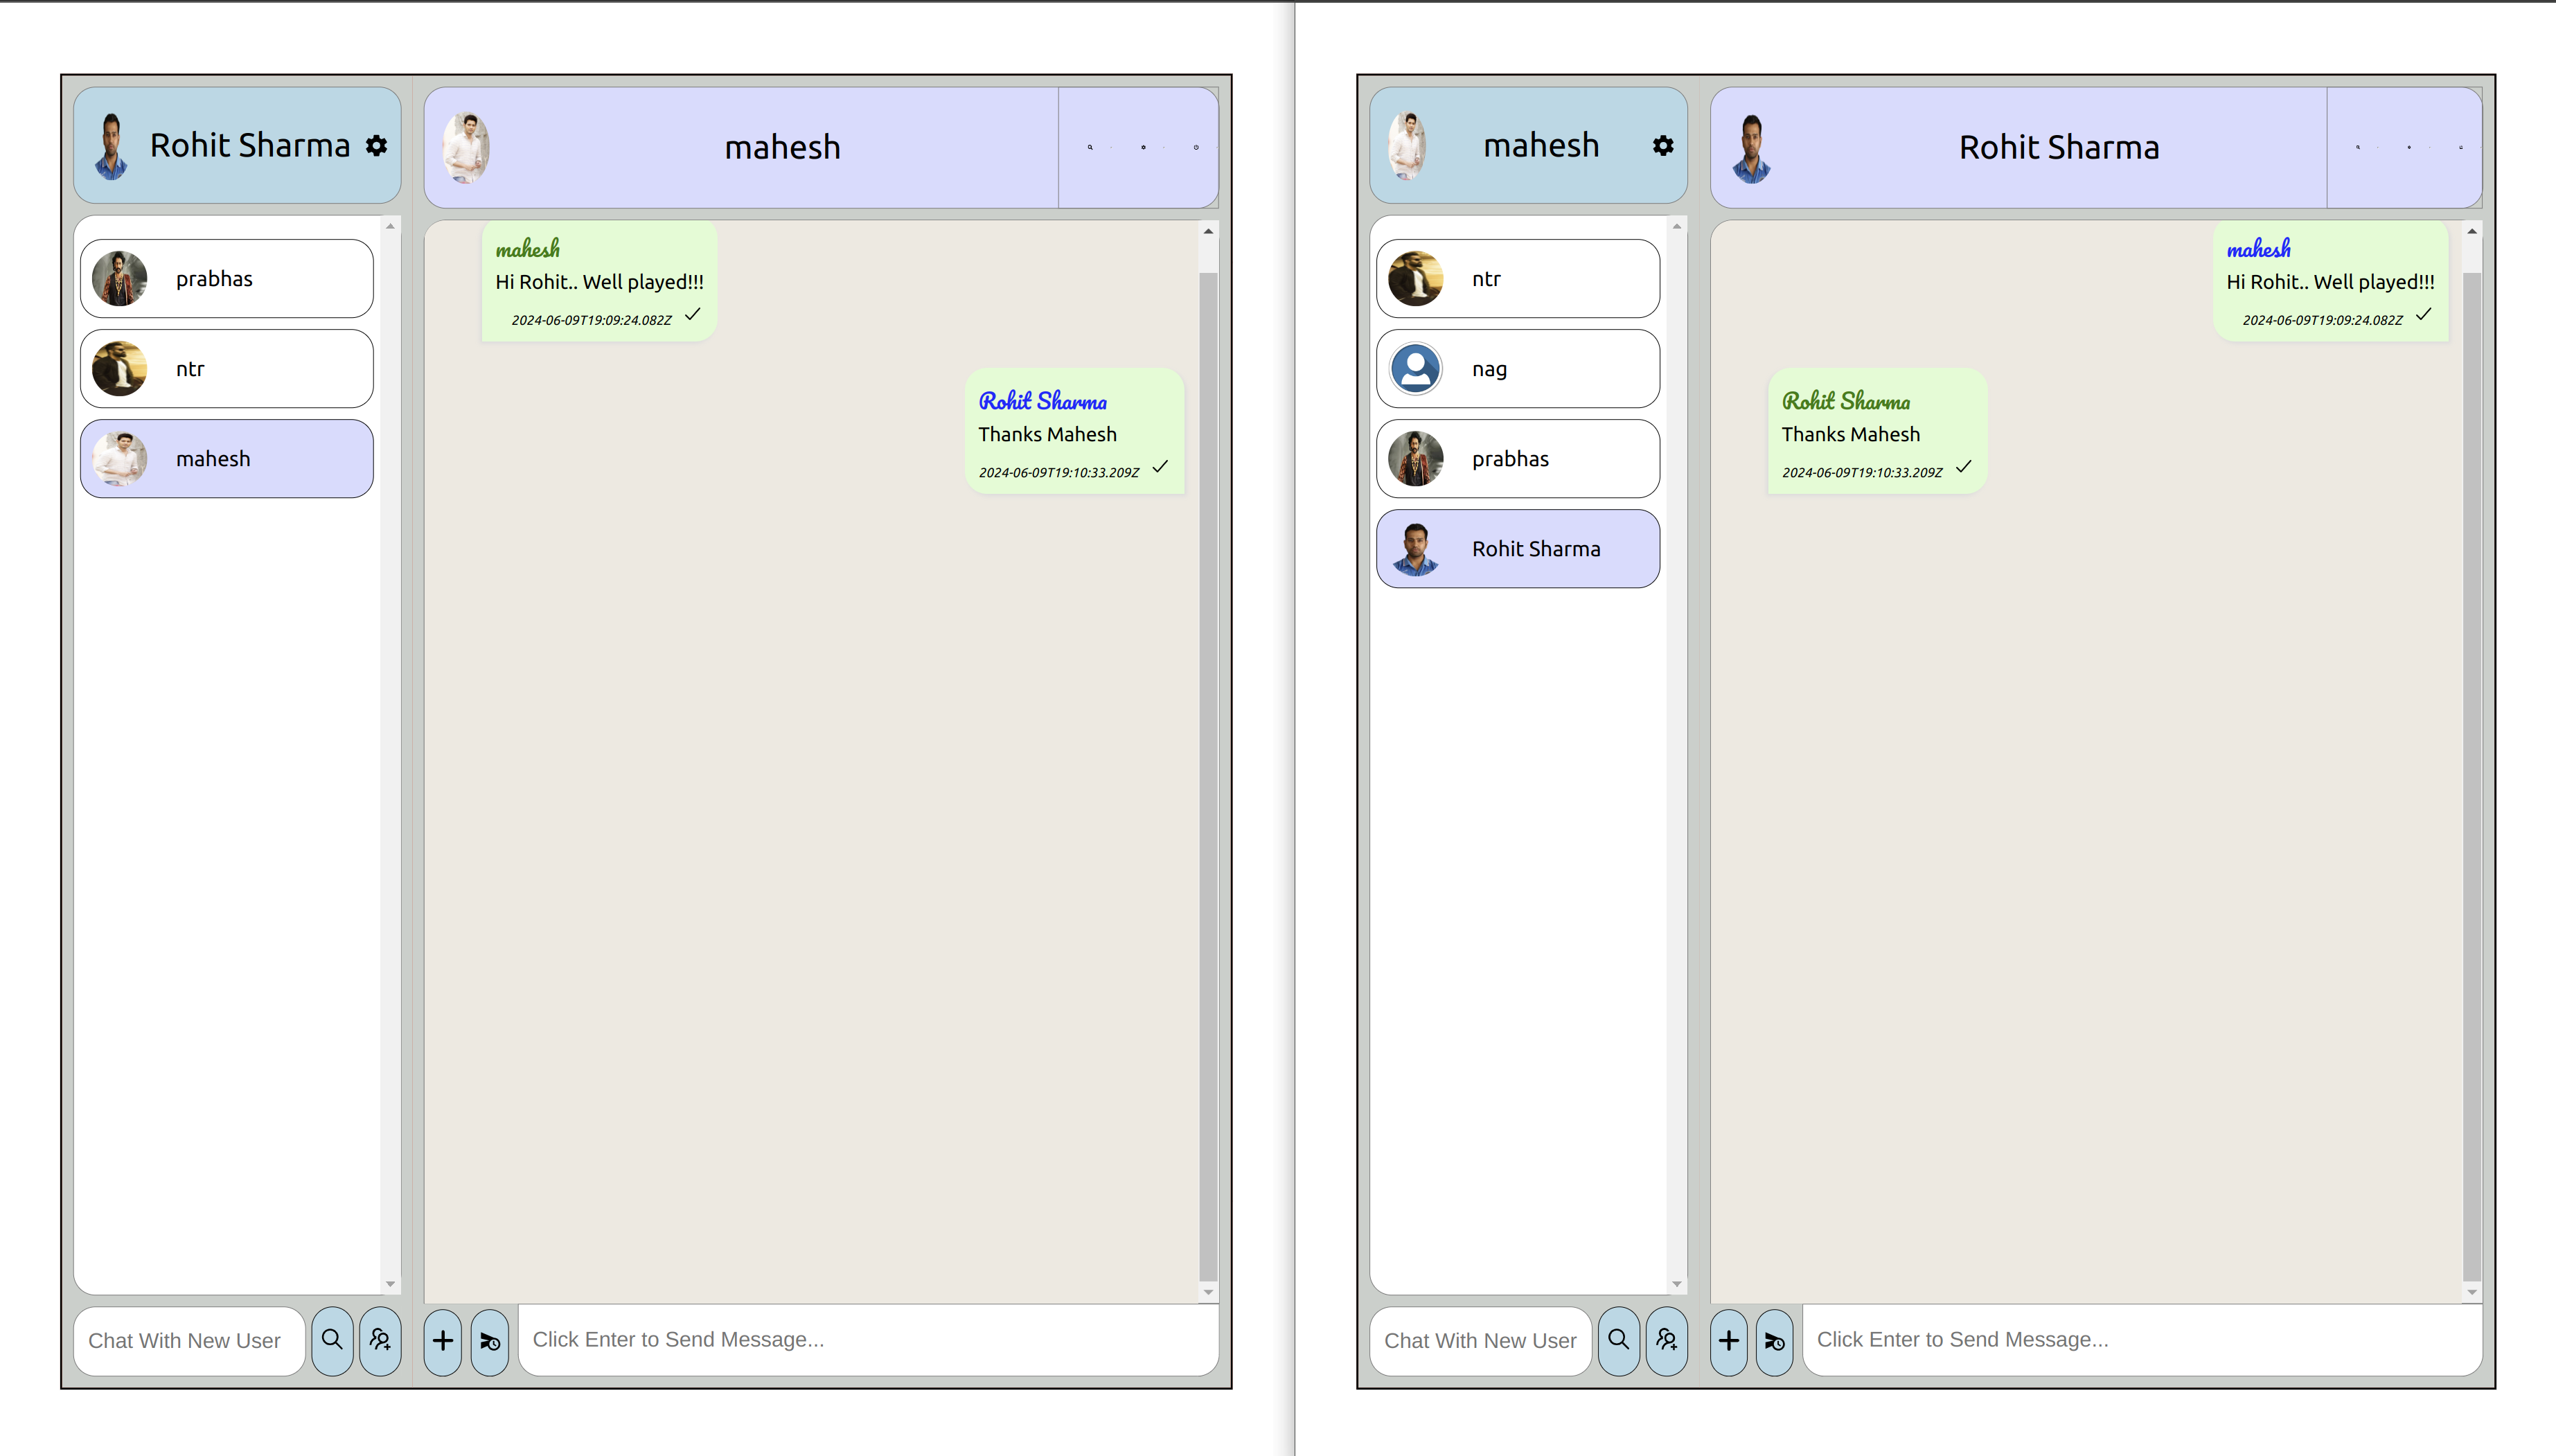 Rohit Sharma
prabhas
ntr
mahesh
Chat With New User
mahesh
mahesh
Hi Rohit.. Well played!!!
2024-06-09T19:09:24.082Z
Rohit Sharma
Thanks Mahesh
2024-06-09T19:10:33.209Z
Click Enter to Send Message...
mahesh
ntr
nag
prabhas
Rohit Sharma
Chat With New User
Rohit Sharma
mahesh
Hi Rohit.. Well played!!!
2024-06-09T19:09:24.082Z
Rohit Sharma
Thanks Mahesh
2024-06-09T19:10:33.209Z
Click Enter to Send Message...